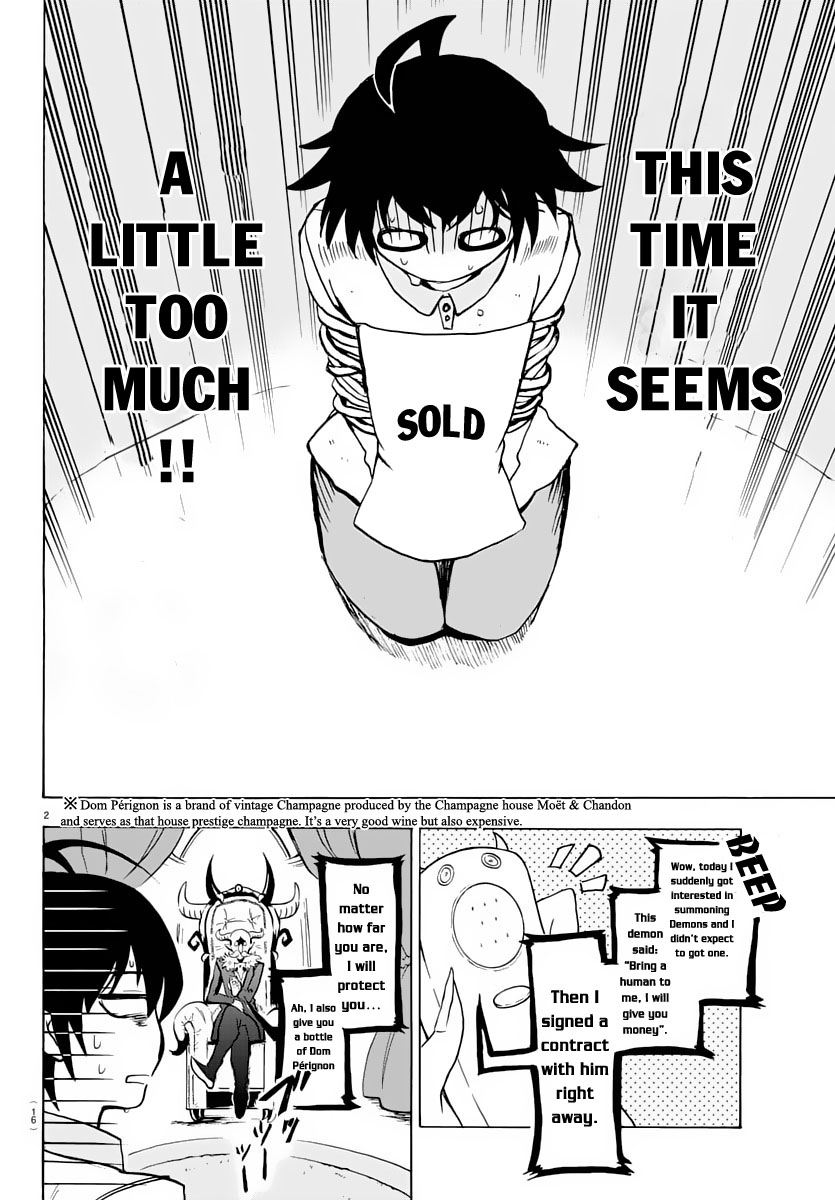 THIS
TIME
IT
SEEMS
A
LITTLE
TOO
MUCH
!!
SOLD
※ Dom Pérignon is a brand of vintage Champagne produced by the Champagne house Moët & Chandon
and serves as that house prestige champagne. It's a very good wine but also expensive.
2
BEEP
Wow, today I
suddenly got
interested in
summoning
Demons and I
didn't expect
to got one.
This
demon
said:
"Bring a
human to
me, I will
give you
money".
Then I
signed a
contract
with him
right
away.
No
matter
how far
you are,
I will
protect
you...
Ah, I also
give you
a bottle
of Dom
Pérignon
(16)